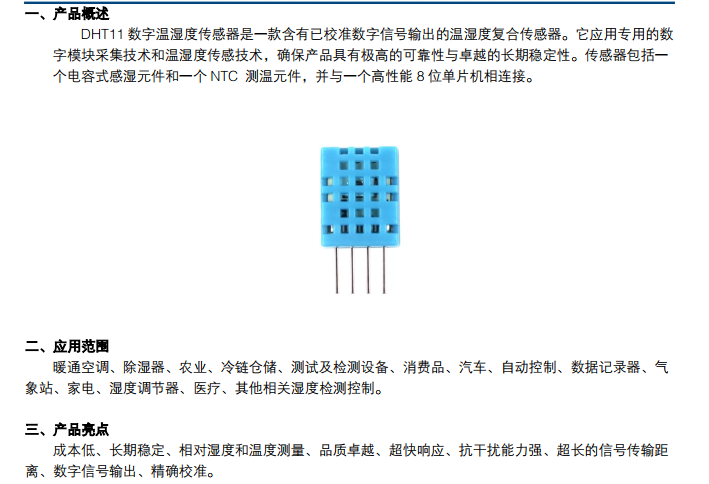 一、产品概述
DHT11 数字温湿度传感器是一款含有已校准数字信号输出的温湿度复合传感器。它应用专用的数
字模块采集技术和温湿度传感技术，确保产品具有极高的可靠性与卓越的长期稳定性。传感器包括一
个电容式感湿元件和一个 NTC 测温元件，并与一个高性能 8 位单片机相连接。
二、应用范围
暖通空调、除湿器、农业、冷链仓储、测试及检测设备、消费品、汽车、自动控制、数据记录器、气
象站、家电、湿度调节器、医疗、其他相关湿度检测控制。
三、产品亮点
成本低、长期稳定、相对湿度和温度测量、品质卓越、超快响应、抗干扰能力强、超长的信号传输距
离、数字信号输出、精确校准。